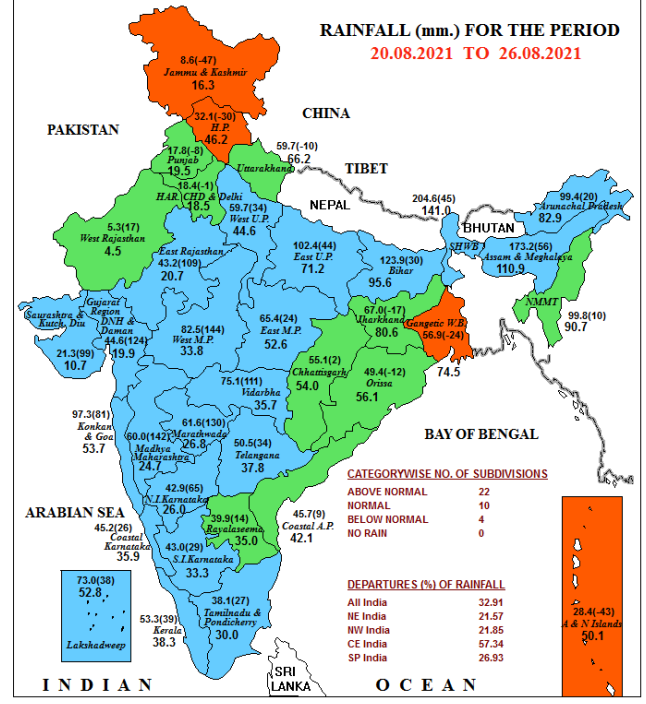 RAINFALL (mm.) FOR THE PERIOD
20.08.2021 TO 26.08.2021
8.6(-47)
Jammu & Kashmir
16.3
32.1(-30)
H.P.
46.2
CHINA
PAKISTAN
17.8(-8)
Punjab
19.5
59.7(-10)
66.2
Uttarakhand
TIBET
18.4(-1)
HAR. CHD & Delhi
18.5
59.7(34)
West U.P.
44.6
NEPAL
204.6(45)
141.0
99.4(20)
Arunachal Pradesh
82.9
BHUTAN
5.3(17)
West Rajasthan
4.5
East Rajasthan
43.2(109)
20.7
102.4(44)
East U.P.
71.2
123.9(30)
Bihar
95.6
SHWB
173.2(56)
Assam & Meghalaya
110.9
NMMT
99.8(10)
90.7
Saurashtra &
Kutch, Diu
21.3(99)
10.7
Gujarat
Region
DNH &
Daman
44.6(124)
19.9
82.5(144)
West M.P.
33.8
65.4(24)
East M.P.
52.6
67.0(-17)
Jharkhand
80.6
Gangetic W.B.
56.9(-24)
74.5
55.1(2)
Chhattisgarh
54.0
49.4(-12)
Orissa
56.1
75.1(111)
Vidarbha
35.7
97.3(81)
Konkan
& Goa
53.7
60.0(142)
Madhya
Maharashtra
24.7
61.6(130)
Marathwada
26.8
50.5(34)
Telangana
37.8
BAY OF BENGAL
CATEGORYWISE NO. OF SUBDIVISIONS
ABOVE NORMAL 22
NORMAL 10
BELOW NORMAL 4
NO RAIN 0
42.9(65)
N.I.Karnataka
26.0
ARABIAN SEA
45.2(26)
Coastal
Karnataka
35.9
39.9(14)
Rayalaseema
35.0
45.7(9)
Coastal A.P.
42.1
43.0(29)
S.I.Karnataka
33.3
DEPARTURES (%) OF RAINFALL
All India 32.91
NE India 21.57
NW India 21.85
CE India 57.34
SP India 26.93
73.0(38)
52.8
Lakshadweep
38.1(27)
Tamilnadu &
Pondicherry
30.0
53.3(39)
Kerala
38.3
28.4(-43)
A & N Islands
50.1
SRI
LANKA
INDIAN OCEAN